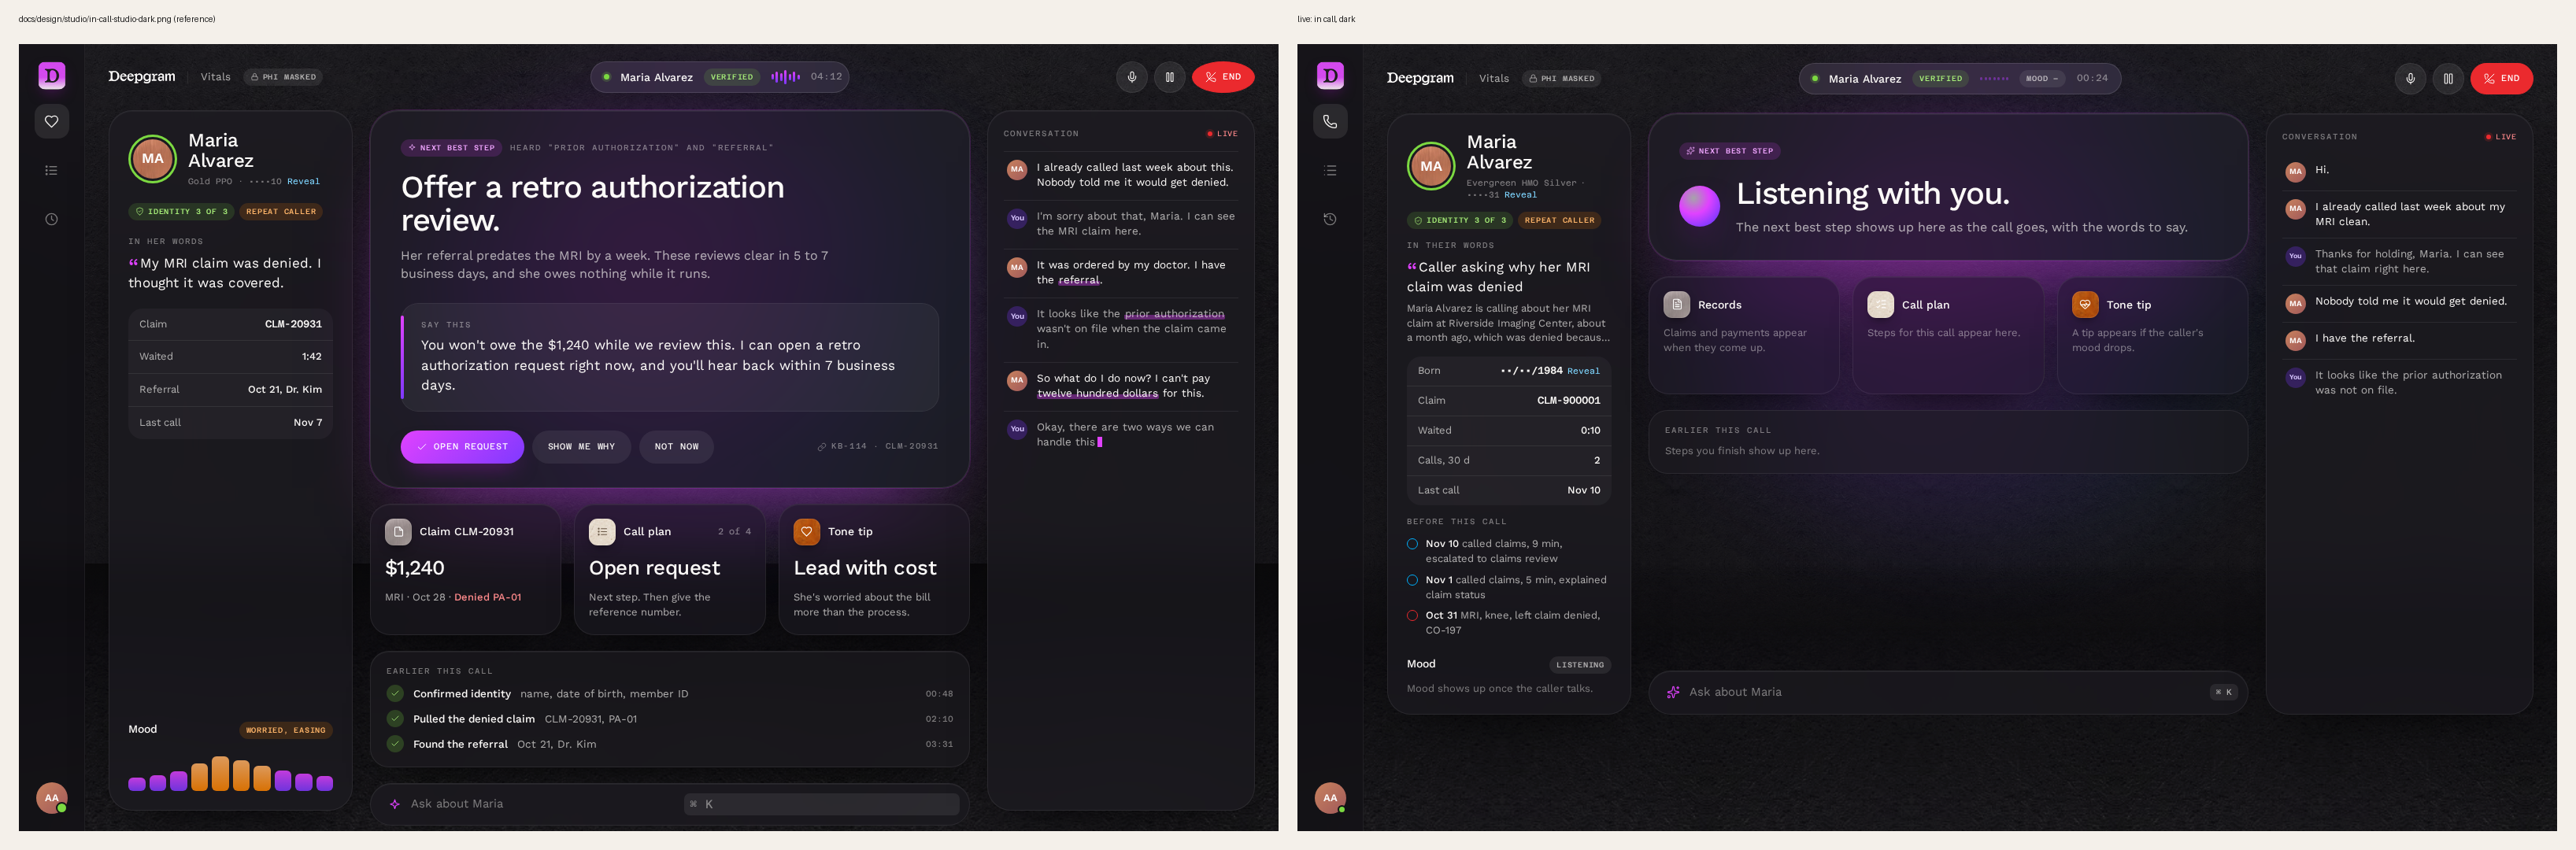 docs/design/studio/in-call-studio-dark.png (reference)
D
Deepgram
Vitals
PHI MASKED
Maria Alvarez
VERIFIED
04:12
END
MA
Maria
Alvarez
Gold PPO · ••••10 Reveal
IDENTITY 3 OF 3
REPEAT CALLER
IN HER WORDS
“My MRI claim was denied. I
thought it was covered.
Claim CLM-20931
Waited 1:42
Referral Oct 21, Dr. Kim
Last call Nov 7
Mood
WORRIED, EASING
AA
NEXT BEST STEP
HEARD "PRIOR AUTHORIZATION" AND "REFERRAL"
Offer a retro authorization
review.
Her referral predates the MRI by a week. These reviews clear in 5 to 7
business days, and she owes nothing while it runs.
SAY THIS
You won't owe the $1,240 while we review this. I can open a retro
authorization request right now, and you'll hear back within 7 business
days.
OPEN REQUEST
SHOW ME WHY
NOT NOW
KB-114 · CLM-20931
Claim CLM-20931
$1,240
MRI · Oct 28 · Denied PA-01
Call plan
2 of 4
Open request
Next step. Then give the
reference number.
Tone tip
Lead with cost
She's worried about the bill
more than the process.
EARLIER THIS CALL
Confirmed identity name, date of birth, member ID 00:48
Pulled the denied claim CLM-20931, PA-01 02:10
Found the referral Oct 21, Dr. Kim 03:31
Ask about Maria
⌘ K
CONVERSATION
LIVE
MA
I already called last week about this.
Nobody told me it would get denied.
You
I'm sorry about that, Maria. I can see
the MRI claim here.
MA
It was ordered by my doctor. I have
the referral.
You
It looks like the prior authorization
wasn't on file when the claim came
in.
MA
So what do I do now? I can't pay
twelve hundred dollars for this.
You
Okay, there are two ways we can
handle this
live: in call, dark
D
Deepgram
Vitals
PHI MASKED
Maria Alvarez
VERIFIED
MOOD —
00:24
END
MA
Maria
Alvarez
Evergreen HMO Silver ·
••••31 Reveal
IDENTITY 3 OF 3
REPEAT CALLER
IN THEIR WORDS
“Caller asking why her MRI
claim was denied
Maria Alvarez is calling about her MRI
claim at Riverside Imaging Center, about
a month ago, which was denied becaus…
Born ••/••/1984 Reveal
Claim CLM-900001
Waited 0:10
Calls, 30 d 2
Last call Nov 10
BEFORE THIS CALL
Nov 10 called claims, 9 min,
escalated to claims review
Nov 1 called claims, 5 min, explained
claim status
Oct 31 MRI, knee, left claim denied,
CO-197
Mood
LISTENING
Mood shows up once the caller talks.
AA
NEXT BEST STEP
Listening with you.
The next best step shows up here as the call goes, with the words to say.
Records
Claims and payments appear
when they come up.
Call plan
Steps for this call appear here.
Tone tip
A tip appears if the caller's
mood drops.
EARLIER THIS CALL
Steps you finish show up here.
Ask about Maria
⌘ K
CONVERSATION
LIVE
MA
Hi.
MA
I already called last week about my
MRI clean.
You
Thanks for holding, Maria. I can see
that claim right here.
MA
Nobody told me it would get denied.
MA
I have the referral.
You
It looks like the prior authorization
was not on file.